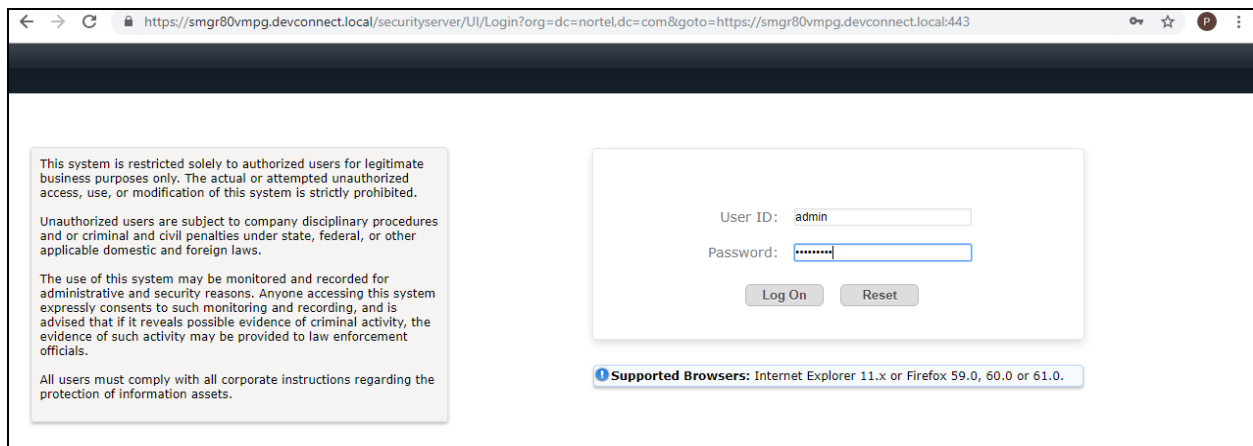 https://smgr80vmpg.devconnect.local/securityserver/UI/Login?org=dc=nortel,dc=com&goto=https://smgr80vmpg.devconnect.local:443
P
This system is restricted solely to authorized users for legitimate
business purposes only. The actual or attempted unauthorized
access, use, or modification of this system is strictly prohibited.
Unauthorized users are subject to company disciplinary procedures
and or criminal and civil penalties under state, federal, or other
applicable domestic and foreign laws.
The use of this system may be monitored and recorded for
administrative and security reasons. Anyone accessing this system
expressly consents to such monitoring and recording, and is
advised that if it reveals possible evidence of criminal activity, the
evidence of such activity may be provided to law enforcement
officials.
All users must comply with all corporate instructions regarding the
protection of information assets.
User ID: admin
Password: •••••••••
Log On Reset
Supported Browsers: Internet Explorer 11.x or Firefox 59.0, 60.0 or 61.0.